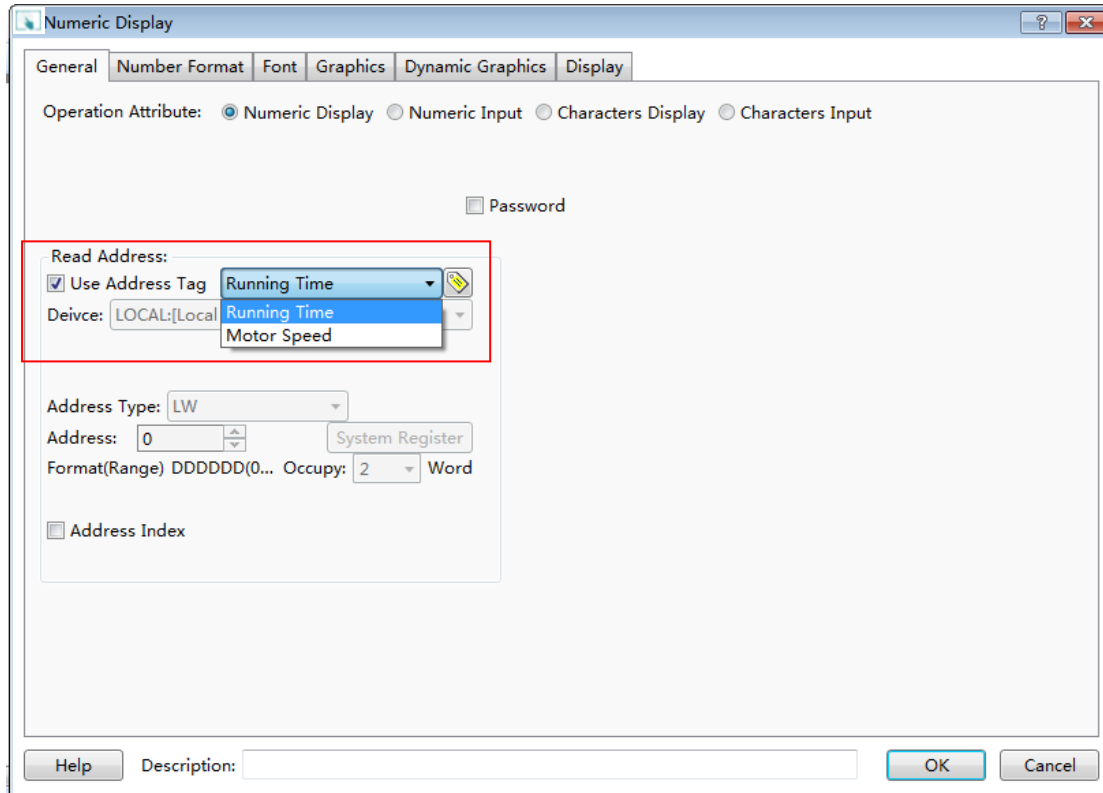 Numeric Display
General Number Format Font Graphics Dynamic Graphics Display
Operation Attribute: Numeric Display Numeric Input Characters Display Characters Input
Password
Read Address:
Use Address Tag Running Time
Deivce: LOCAL:[Local Running Time
Motor Speed
Address Type: LW
Address: 0 System Register
Format(Range) DDDDDD(0... Occupy: 2 Word
Address Index
Help Description: OK Cancel